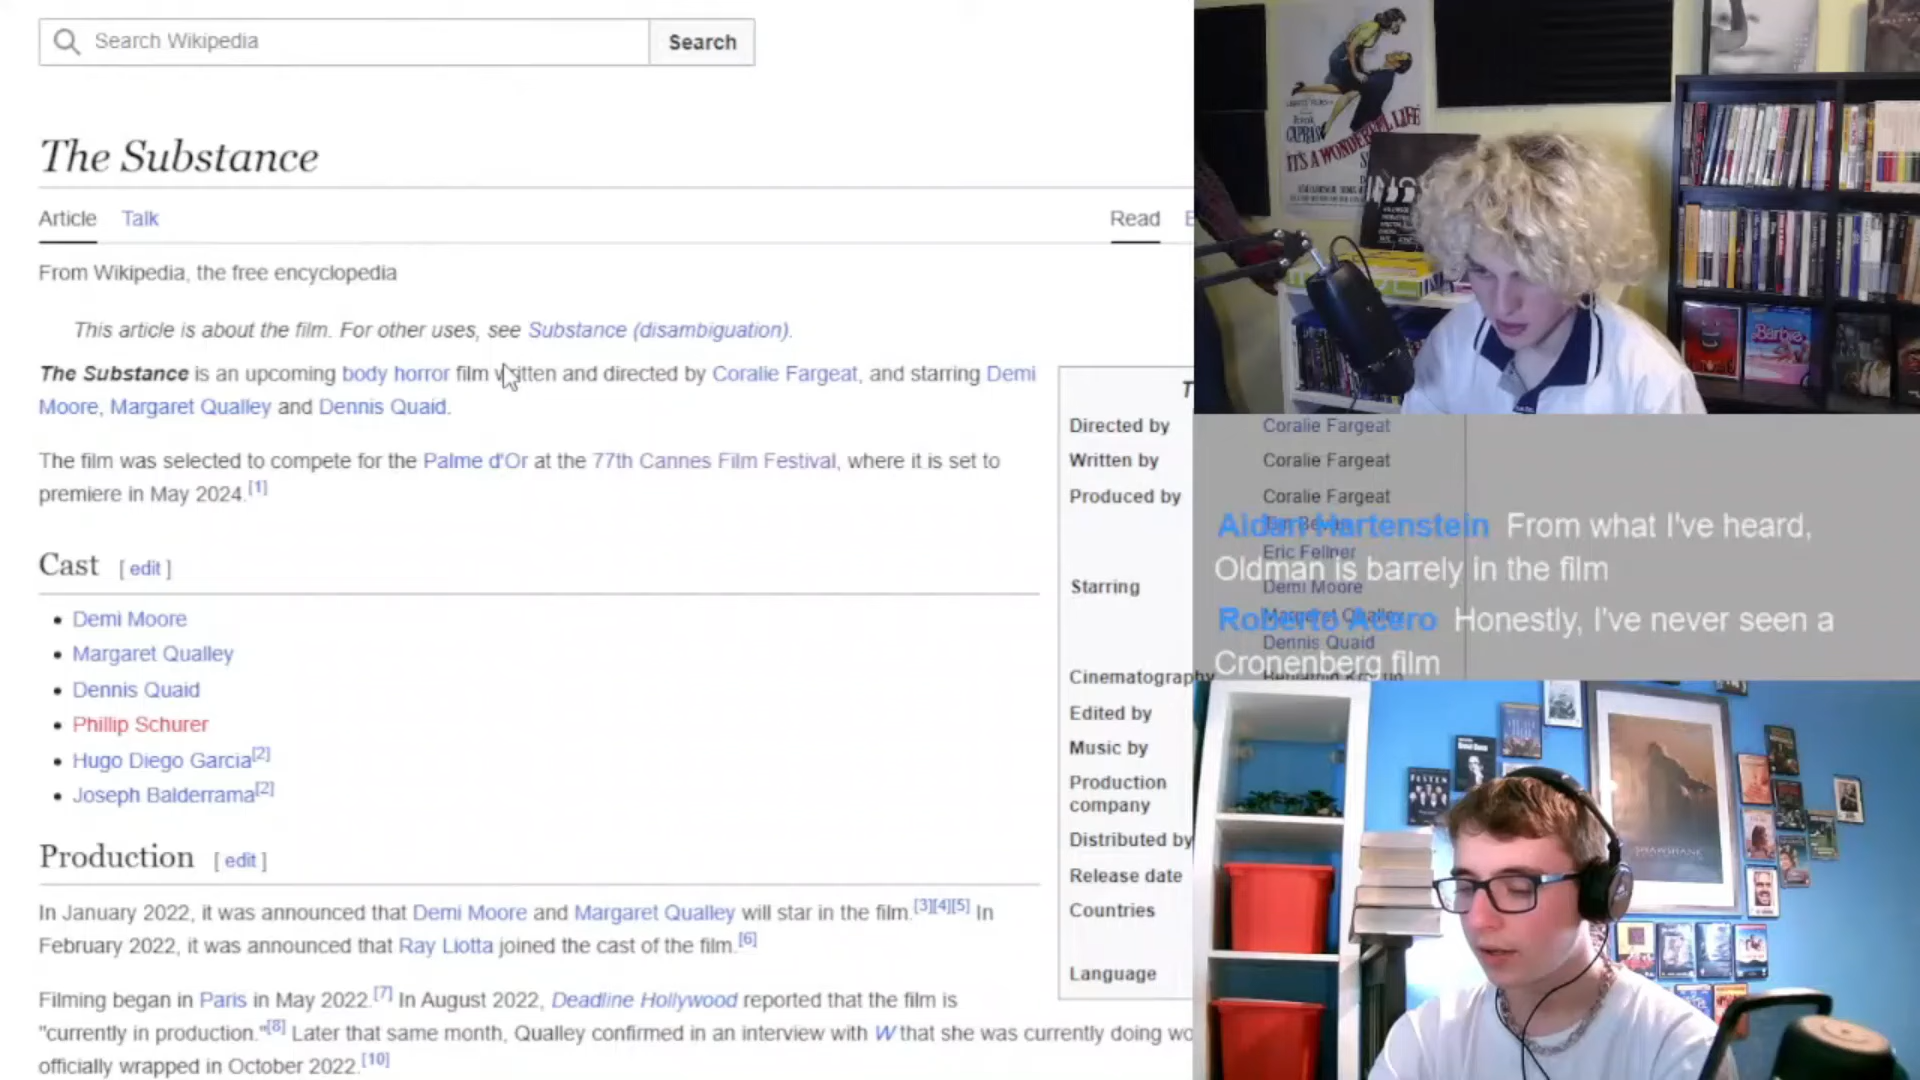 Search Wikipedia
Search
The Substance
Article Talk
Read
From Wikipedia, the free encyclopedia
This article is about the film. For other uses, see Substance (disambiguation).
The Substance is an upcoming body horror film written and directed by Coralie Fargeat, and starring Demi
Moore, Margaret Qualley and Dennis Quaid.
The film was selected to compete for the Palme d'Or at the 77th Cannes Film Festival, where it is set to
premiere in May 2024.[1]
Cast [ edit ]
Demi Moore
Margaret Qualley
Dennis Quaid
Phillip Schurer
Hugo Diego Garcia[2]
Joseph Balderrama[2]
Production [ edit ]
In January 2022, it was announced that Demi Moore and Margaret Qualley will star in the film.[3][4][5] In
February 2022, it was announced that Ray Liotta joined the cast of the film.[6]
Filming began in Paris in May 2022.[7] In August 2022, Deadline Hollywood reported that the film is
"currently in production."[8] Later that same month, Qualley confirmed in an interview with W that she was currently doing wo
officially wrapped in October 2022.[10]
Directed by Coralie Fargeat
Written by Coralie Fargeat
Produced by Coralie Fargeat
Eric Fellner
Starring Demi Moore
Margaret Qualley
Dennis Quaid
Cinematography
Edited by
Music by
Production
company
Distributed by
Release date
Countries
Language
Aidan Hartenstein From what I've heard,
Oldman is barrely in the film
Roberto Acero Honestly, I've never seen a
Cronenberg film
CAPRA'S
IT'S A WONDERFUL LIFE
Barbie